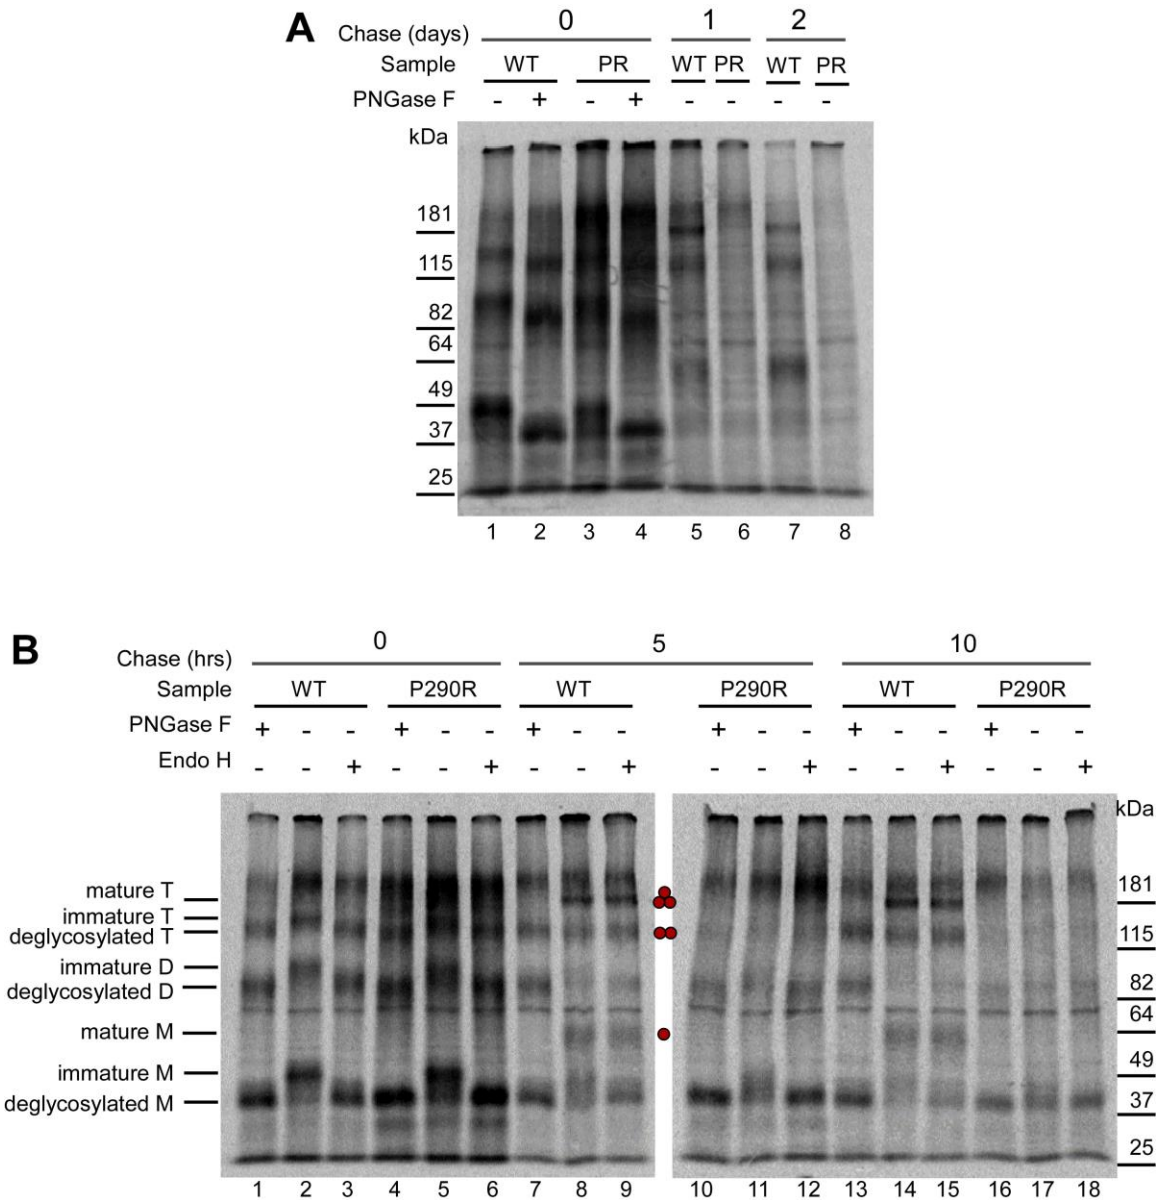 A
Chase (days) 0 1 2
Sample WT PR WT PR WT PR
PNGase F - + - + - - - -
kDa
181
115
82
64
49
37
25
1 2 3 4 5 6 7 8
B
Chase (hrs) 0 5 10
Sample WT P290R WT P290R WT P290R
PNGase F + - - + - - + - - + - - + - - + - -
Endo H - - + - - + - - + - - + - - + - - +
kDa
mature T 181
immature T
deglycosylated T 115
immature D
deglycosylated D 82
64
mature M
49
immature M
deglycosylated M 37
25
1 2 3 4 5 6 7 8 9 10 11 12 13 14 15 16 17 18